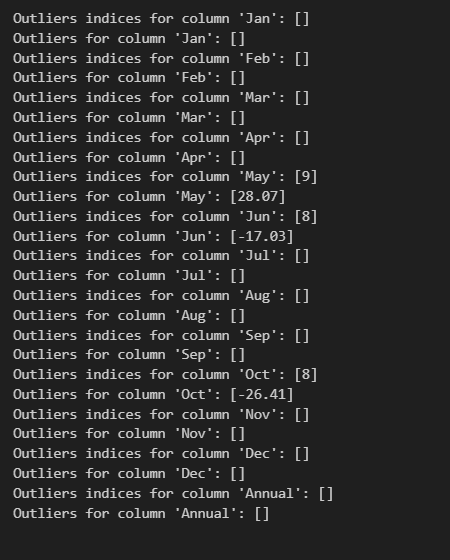 Outliers indices for column 'Jan': []
Outliers for column 'Jan': []
Outliers indices for column 'Feb': []
Outliers for column 'Feb': []
Outliers indices for column 'Mar': []
Outliers for column 'Mar': []
Outliers indices for column 'Apr': []
Outliers for column 'Apr': []
Outliers indices for column 'May': [9]
Outliers for column 'May': [28.07]
Outliers indices for column 'Jun': [8]
Outliers for column 'Jun': [-17.03]
Outliers indices for column 'Jul': []
Outliers for column 'Jul': []
Outliers indices for column 'Aug': []
Outliers for column 'Aug': []
Outliers indices for column 'Sep': []
Outliers for column 'Sep': []
Outliers indices for column 'Oct': [8]
Outliers for column 'Oct': [-26.41]
Outliers indices for column 'Nov': []
Outliers for column 'Nov': []
Outliers indices for column 'Dec': []
Outliers for column 'Dec': []
Outliers indices for column 'Annual': []
Outliers for column 'Annual': []